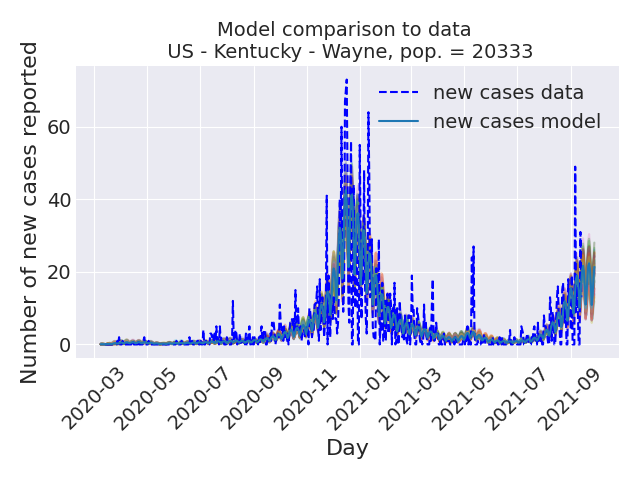 Model comparison to data
US - Kentucky - Wayne, pop. = 20333
new cases data
new cases model
Number of new cases reported
60
40
20
0
2020-03
2020-05
2020-07
2020-09
2020-11
2021-01
2021-03
2021-05
2021-07
2021-09
Day